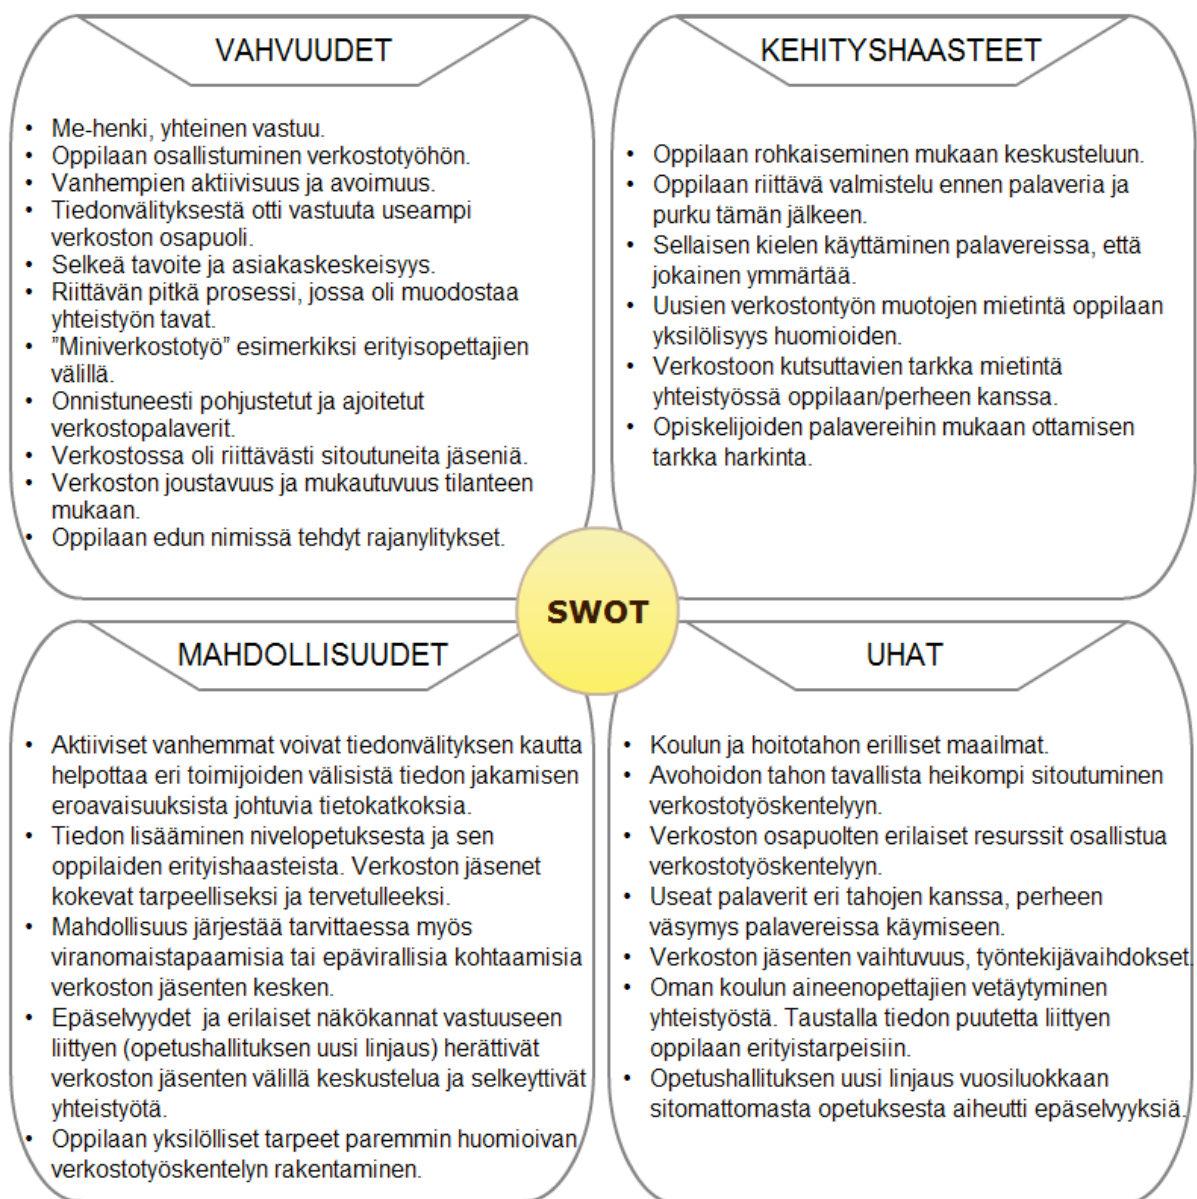 VAHVUUDET
• Me-henki, yhteinen vastuu.
• Oppilaan osallistuminen verkostotyöhön.
• Vanhempien aktiivisuus ja avoimuus.
• Tiedonvälityksestä otti vastuuta useampi
verkoston osapuoli.
• Selkeä tavoite ja asiakaskeskeisyys.
• Riittävän pitkä prosessi, jossa oli muodostaa
yhteistyön tavat.
• ”Miniverkostotyö” esimerkiksi erityisopettajien
välillä.
• Onnistuneesti pohjustetut ja ajoitetut
verkostopalaverit.
• Verkostossa oli riittävästi sitoutuneita jäseniä.
• Verkoston joustavuus ja mukautuvuus tilanteen
mukaan.
• Oppilaan edun nimissä tehdyt rajanylitykset.
KEHITYSHAASTEET
• Oppilaan rohkaiseminen mukaan keskusteluun.
• Oppilaan riittävä valmistelu ennen palaveria ja
purku tämän jälkeen.
• Sellaisen kielen käyttäminen palavereissa, että
jokainen ymmärtää.
• Uusien verkostontyön muotojen mietintä oppilaan
yksilölisyys huomioiden.
• Verkostoon kutsuttavien tarkka mietintä
yhteistyössä oppilaan/perheen kanssa.
• Opiskelijoiden palavereihin mukaan ottamisen
tarkka harkinta.
SWOT
MAHDOLLISUUDET
• Aktiiviset vanhemmat voivat tiedonvälityksen kautta
helpottaa eri toimijoiden välisistä tiedon jakamisen
eroavaisuuksista johtuvia tietokatkoksia.
• Tiedon lisääminen nivelopetuksesta ja sen
oppilaiden erityishaasteista. Verkoston jäsenet
kokevat tarpeelliseksi ja tervetulleeksi.
• Mahdollisuus järjestää tarvittaessa myös
viranomaistapaamisia tai epävirallisia kohtaamisia
verkoston jäsenten kesken.
• Epäselvyydet ja erilaiset näkökannat vastuuseen
liittyen (opetushallituksen uusi linjaus) herättivät
verkoston jäsenten välillä keskustelua ja selkeyttivät
yhteistyötä.
• Oppilaan yksilölliset tarpeet paremmin huomioivan
verkostotyöskentelyn rakentaminen.
UHAT
• Koulun ja hoitotahon erilliset maailmat.
• Avohoidon tahon tavallista heikompi sitoutuminen
verkostotyöskentelyyn.
• Verkoston osapuolten erilaiset resurssit osallistua
verkostotyöskentelyyn.
• Useat palaverit eri tahojen kanssa, perheen
väsymys palavereissa käymiseen.
• Verkoston jäsenten vaihtuvuus, työntekijävaihdokset.
• Oman koulun aineenopettajien vetäytyminen
yhteistyöstä. Taustalla tiedon puutetta liittyen
oppilaan erityistarpeisiin.
• Opetushallituksen uusi linjaus vuosiluokkaan
sitomattomasta opetuksesta aiheutti epäselvyyksiä.